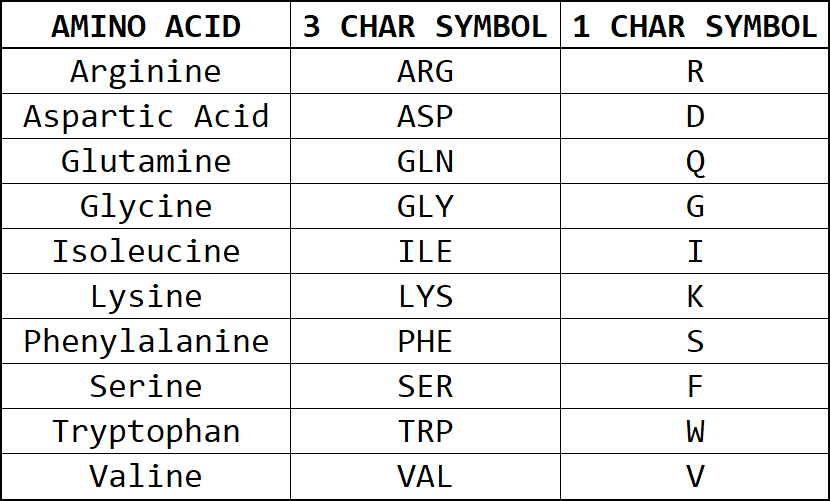 AMINO ACID 3 CHAR SYMBOL 1 CHAR SYMBOL
Arginine ARG R
Aspartic Acid ASP D
Glutamine GLN Q
Glycine GLY G
Isoleucine ILE I
Lysine LYS K
Phenylalanine PHE S
Serine SER F
Tryptophan TRP W
Valine VAL V